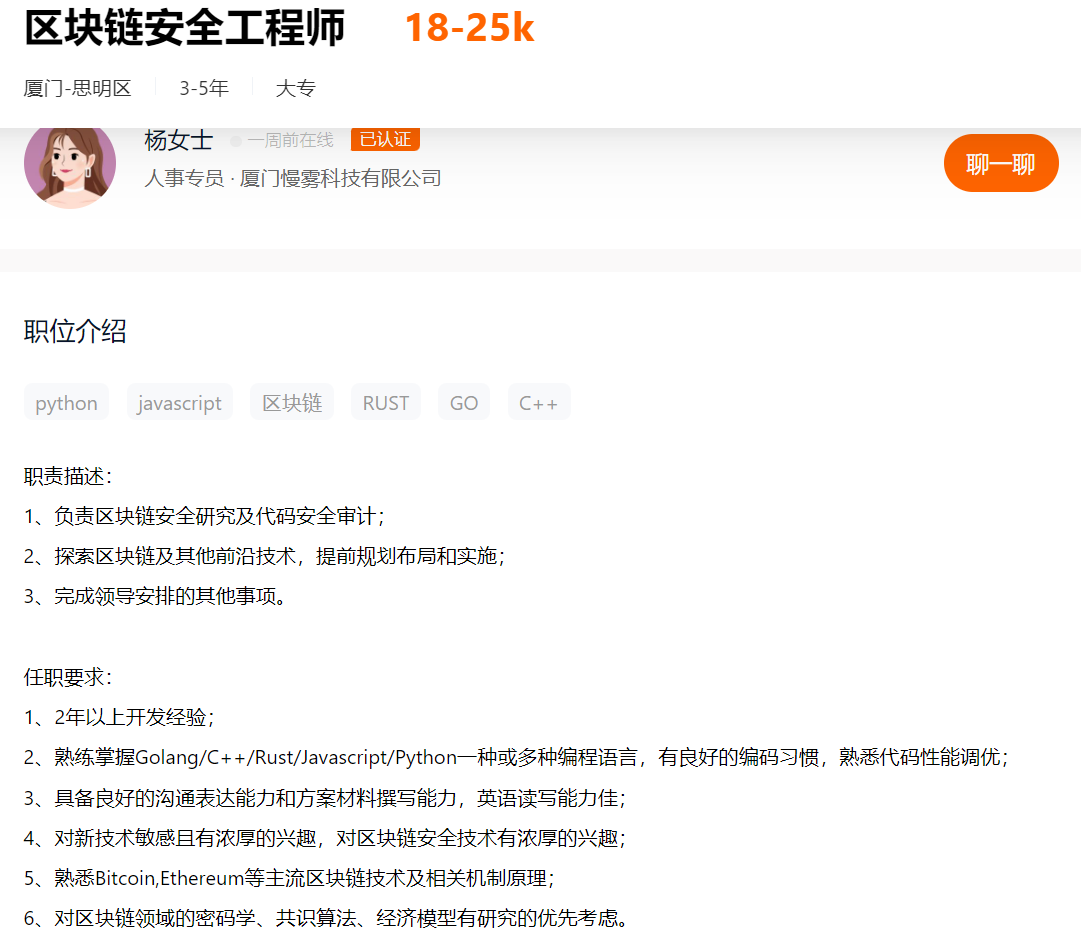 区块链安全工程师 18-25k
厦门-思明区 3-5年 大专
杨女士 一周前在线 已认证
人事专员 · 厦门慢雾科技有限公司
聊一聊
职位介绍
python javascript 区块链 RUST GO C++
职责描述：
1、负责区块链安全研究及代码安全审计；
2、探索区块链及其他前沿技术，提前规划布局和实施；
3、完成领导安排的其他事项。
任职要求：
1、2年以上开发经验；
2、熟练掌握Golang/C++/Rust/Javascript/Python一种或多种编程语言，有良好的编码习惯，熟悉代码性能调优；
3、具备良好的沟通表达能力和方案材料撰写能力，英语读写能力佳；
4、对新技术敏感且有浓厚的兴趣，对区块链安全技术有浓厚的兴趣；
5、熟悉Bitcoin,Ethereum等主流区块链技术及相关机制原理；
6、对区块链领域的密码学、共识算法、经济模型有研究的优先考虑。